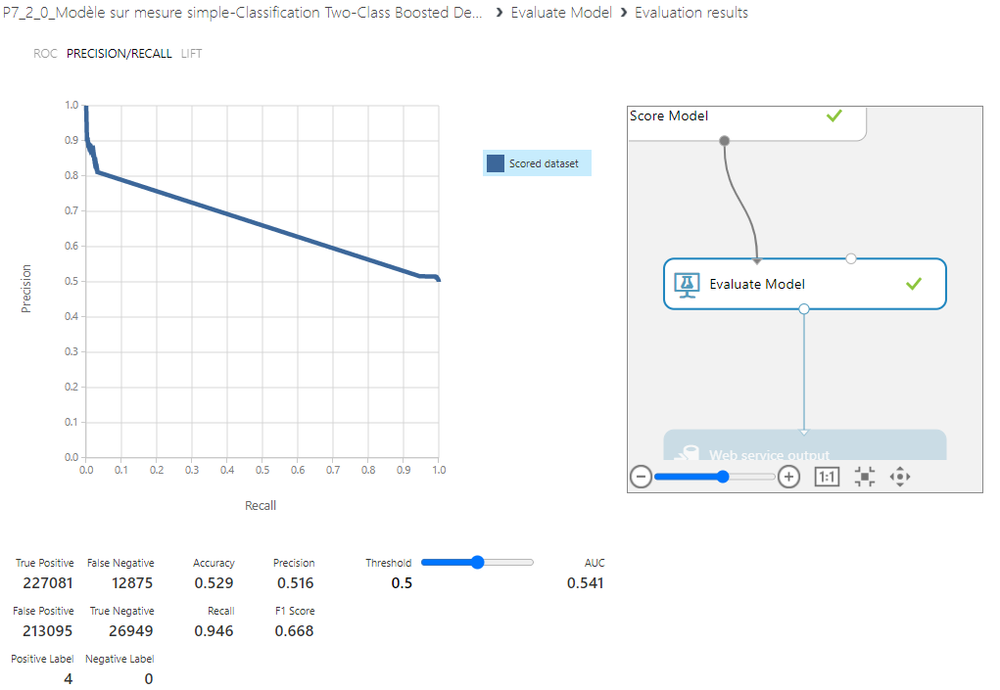 P7_2_0_Modèle sur mesure simple-Classification Two-Class Boosted De... › Evaluate Model › Evaluation results
ROC PRECISION/RECALL LIFT
1.0
0.9
0.8
0.7
0.6
0.5
0.4
0.3
0.2
0.1
0.0
Precision
0.0 0.1 0.2 0.3 0.4 0.5 0.6 0.7 0.8 0.9 1.0
Recall
Scored dataset
Score Model
Evaluate Model
Web service output
1:1
True Positive False Negative Accuracy Precision Threshold AUC
227081 12875 0.529 0.516 0.5 0.541
False Positive True Negative Recall F1 Score
213095 26949 0.946 0.668
Positive Label Negative Label
4 0